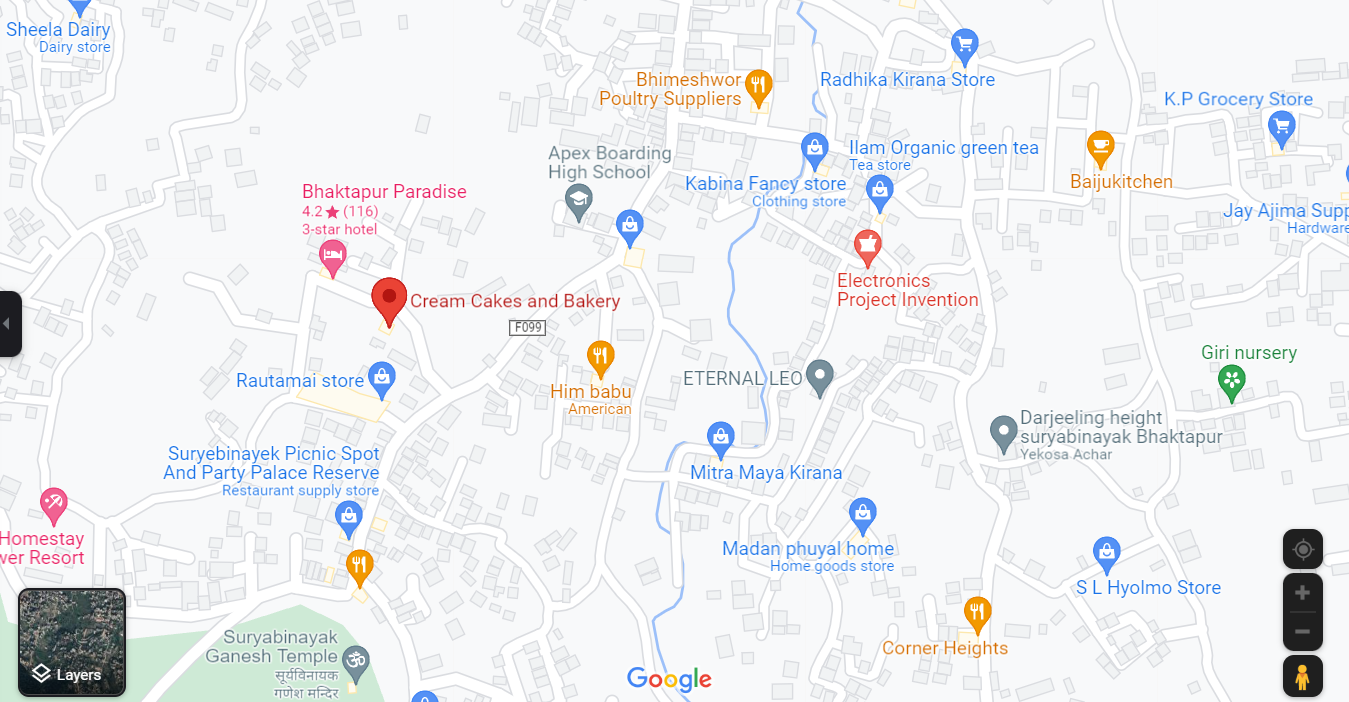 Sheela Dairy
Dairy store
Bhimeshwor
Poultry Suppliers
Radhika Kirana Store
K.P Grocery Store
Apex Boarding
High School
Ilam Organic green tea
Tea store
Kabina Fancy store
Clothing store
Baijukitchen
Bhaktapur Paradise
4.2 ★ (116)
3-star hotel
Jay Ajima Supp
Hardware
Electronics
Project Invention
Cream Cakes and Bakery
F099
Giri nursery
Rautamai store
Him babu
American
ETERNAL LEO
Darjeeling height
suryabinayak Bhaktapur
Yekosa Achar
Suryebinayek Picnic Spot
And Party Palace Reserve
Restaurant supply store
Mitra Maya Kirana
Homestay
wer Resort
Madan phuyal home
Home goods store
S L Hyolmo Store
Suryabinayak
Ganesh Temple
सूर्यविनायक
गणेश मन्दिर
Corner Heights
Layers
Google